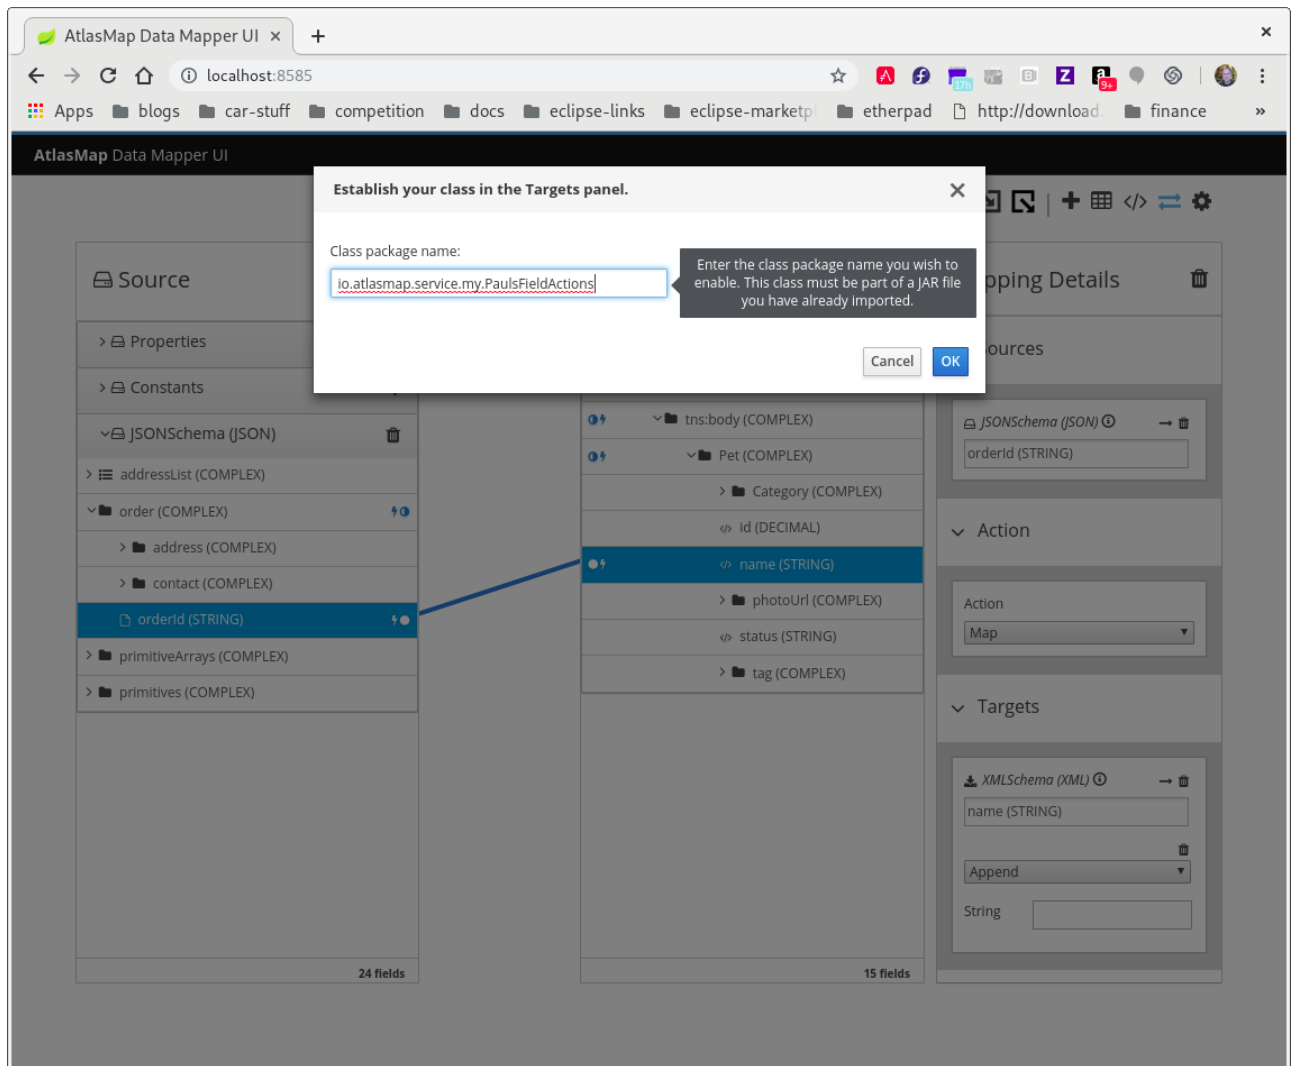 AtlasMap Data Mapper UI
localhost:8585
17h
B
Z
a
9+
Apps
blogs
car-stuff
competition
docs
eclipse-links
eclipse-marketpl
etherpad
http://download.
finance
»
AtlasMap Data Mapper UI
Establish your class in the Targets panel.
Class package name:
io.atlasmap.service.my.PaulsFieldActions
Enter the class package name you wish to
enable. This class must be part of a JAR file
you have already imported.
Cancel
OK
Source
Properties
Constants
JSONSchema (JSON)
addressList (COMPLEX)
order (COMPLEX)
address (COMPLEX)
contact (COMPLEX)
orderId (STRING)
primitiveArrays (COMPLEX)
primitives (COMPLEX)
24 fields
tns:body (COMPLEX)
Pet (COMPLEX)
Category (COMPLEX)
id (DECIMAL)
name (STRING)
photoUrl (COMPLEX)
status (STRING)
tag (COMPLEX)
15 fields
pping Details
ources
JSONSchema (JSON)
orderId (STRING)
Action
Action
Map
Targets
XMLSchema (XML)
name (STRING)
Append
String